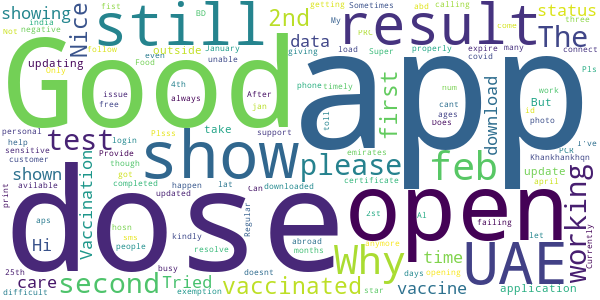 showing
Nice
still
2nd
result
status
india
BD
fist
Sometimes
My
abd
calling
getting
three
Not
negative
follow
even
January
outside
data
PRC
many
The
Only
Good
app
Food
unable
giving
load
Super
properly
expire
covid
connect
updating
4th
After
phone
timely
come
Pls
issue
free
always
jan
first
num
cant
ages
Does
download
work
But
id
photo
test
Plsss
us
support
toll
personal
login
take
show
please
feb
PCR
i've
help
sensitive
customer
Provide
though
emirates
Khankhankhqn
shown
Vaccination
got
completed
happen
updated
lat
Can
downloaded
certificate
update
april
working
print
avilable
dose
open
hosn
sms
people
kindly
Regular
2st
Al
failing
let
Currently
Hi
aps
resolve
abroad
months
Why
anymore
UAE
25th
care
busy
Tried
doesnt
time
days
opening
difficult
second
exemption
vaccinated
star
vaccine
application